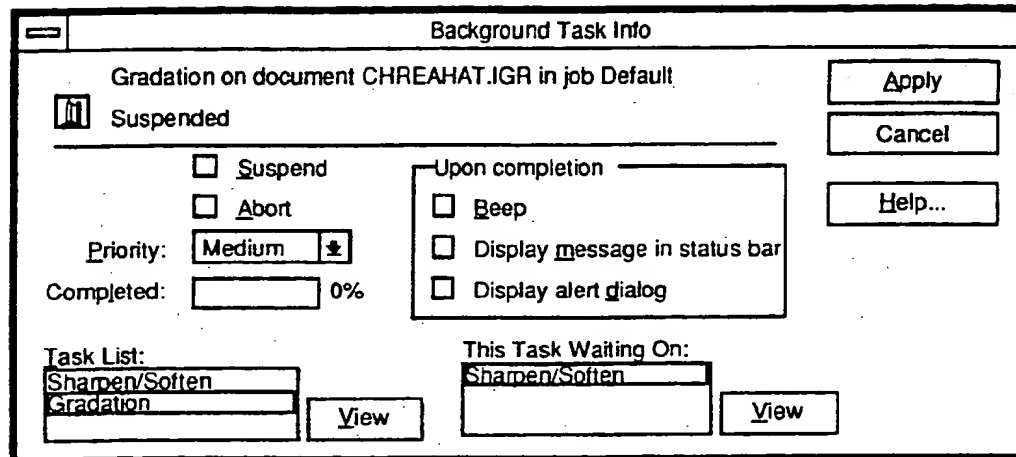 Background Task Info
Gradation on document CHREAHAT.IGR in job Default
Suspended
Apply
Cancel
Help...
Suspend
Abort
Priority: Medium
Completed: 0%
Upon completion
Beep
Display message in status bar
Display alert dialog
Task List:
Sharpen/Soften
Gradation
View
This Task Waiting On:
Sharpen/Soften
View